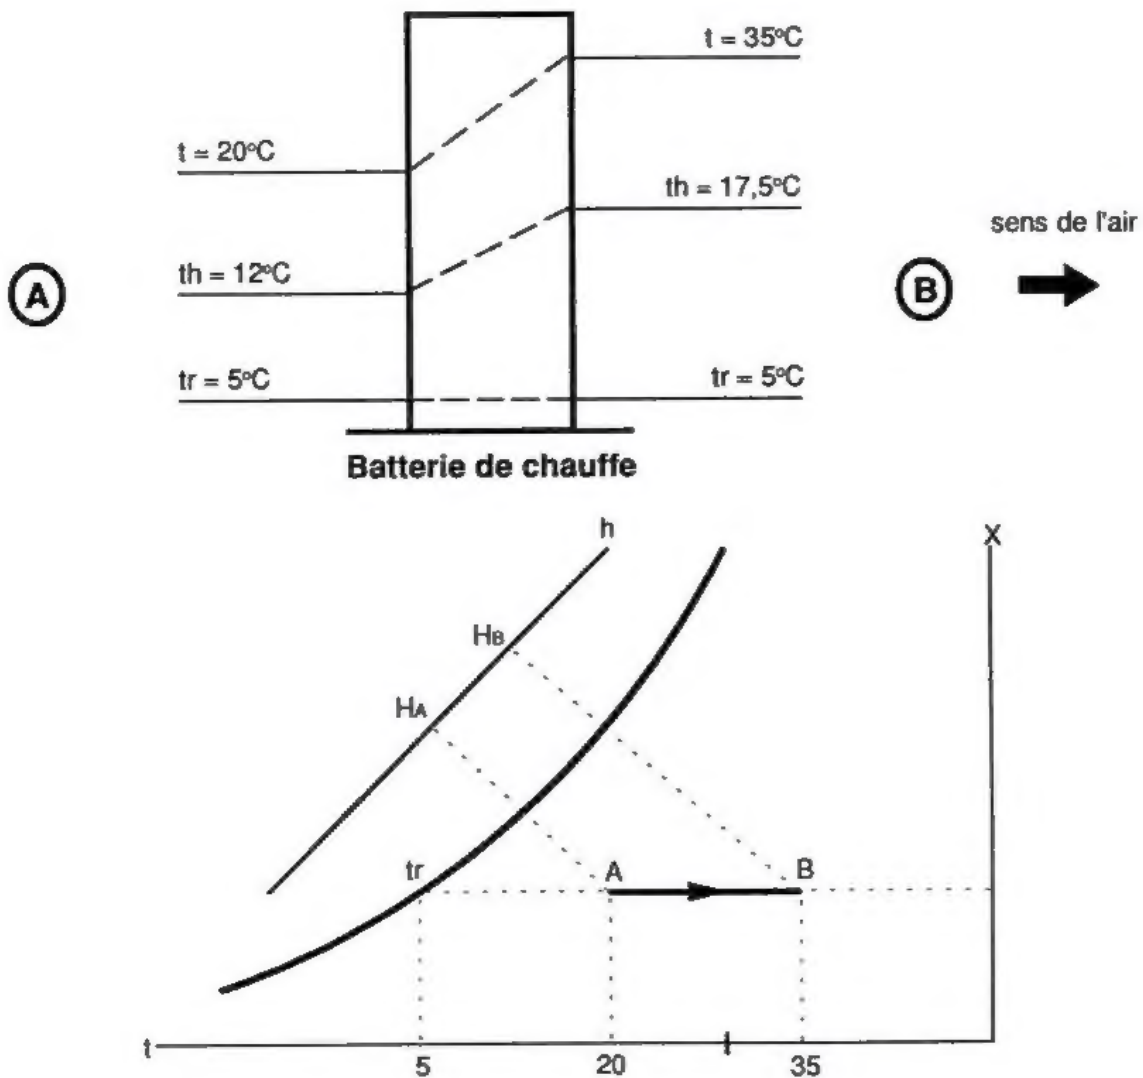 t = 35°C
t = 20°C
th = 17,5°C
sens de l'air
th = 12°C
A
B
tr = 5°C
tr = 5°C
Batterie de chauffe
h
X
HB
HA
tr
A
B
t
5
20
35